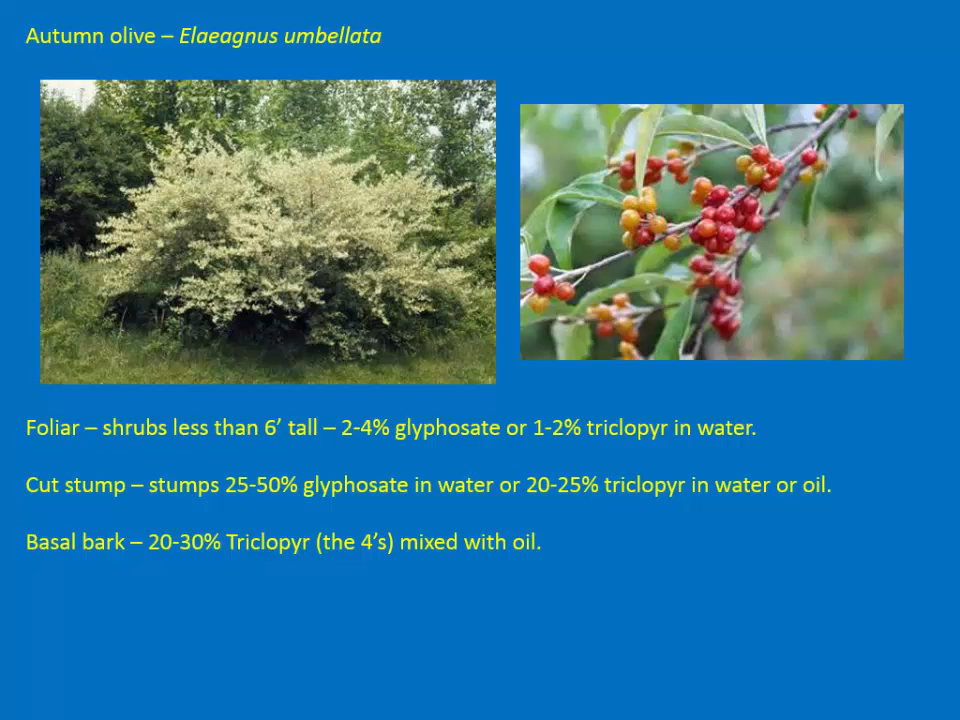 Autumn olive – Elaeagnus umbellata
Foliar – shrubs less than 6’ tall – 2-4% glyphosate or 1-2% triclopyr in water.
Cut stump – stumps 25-50% glyphosate in water or 20-25% triclopyr in water or oil.
Basal bark – 20-30% Triclopyr (the 4’s) mixed with oil.